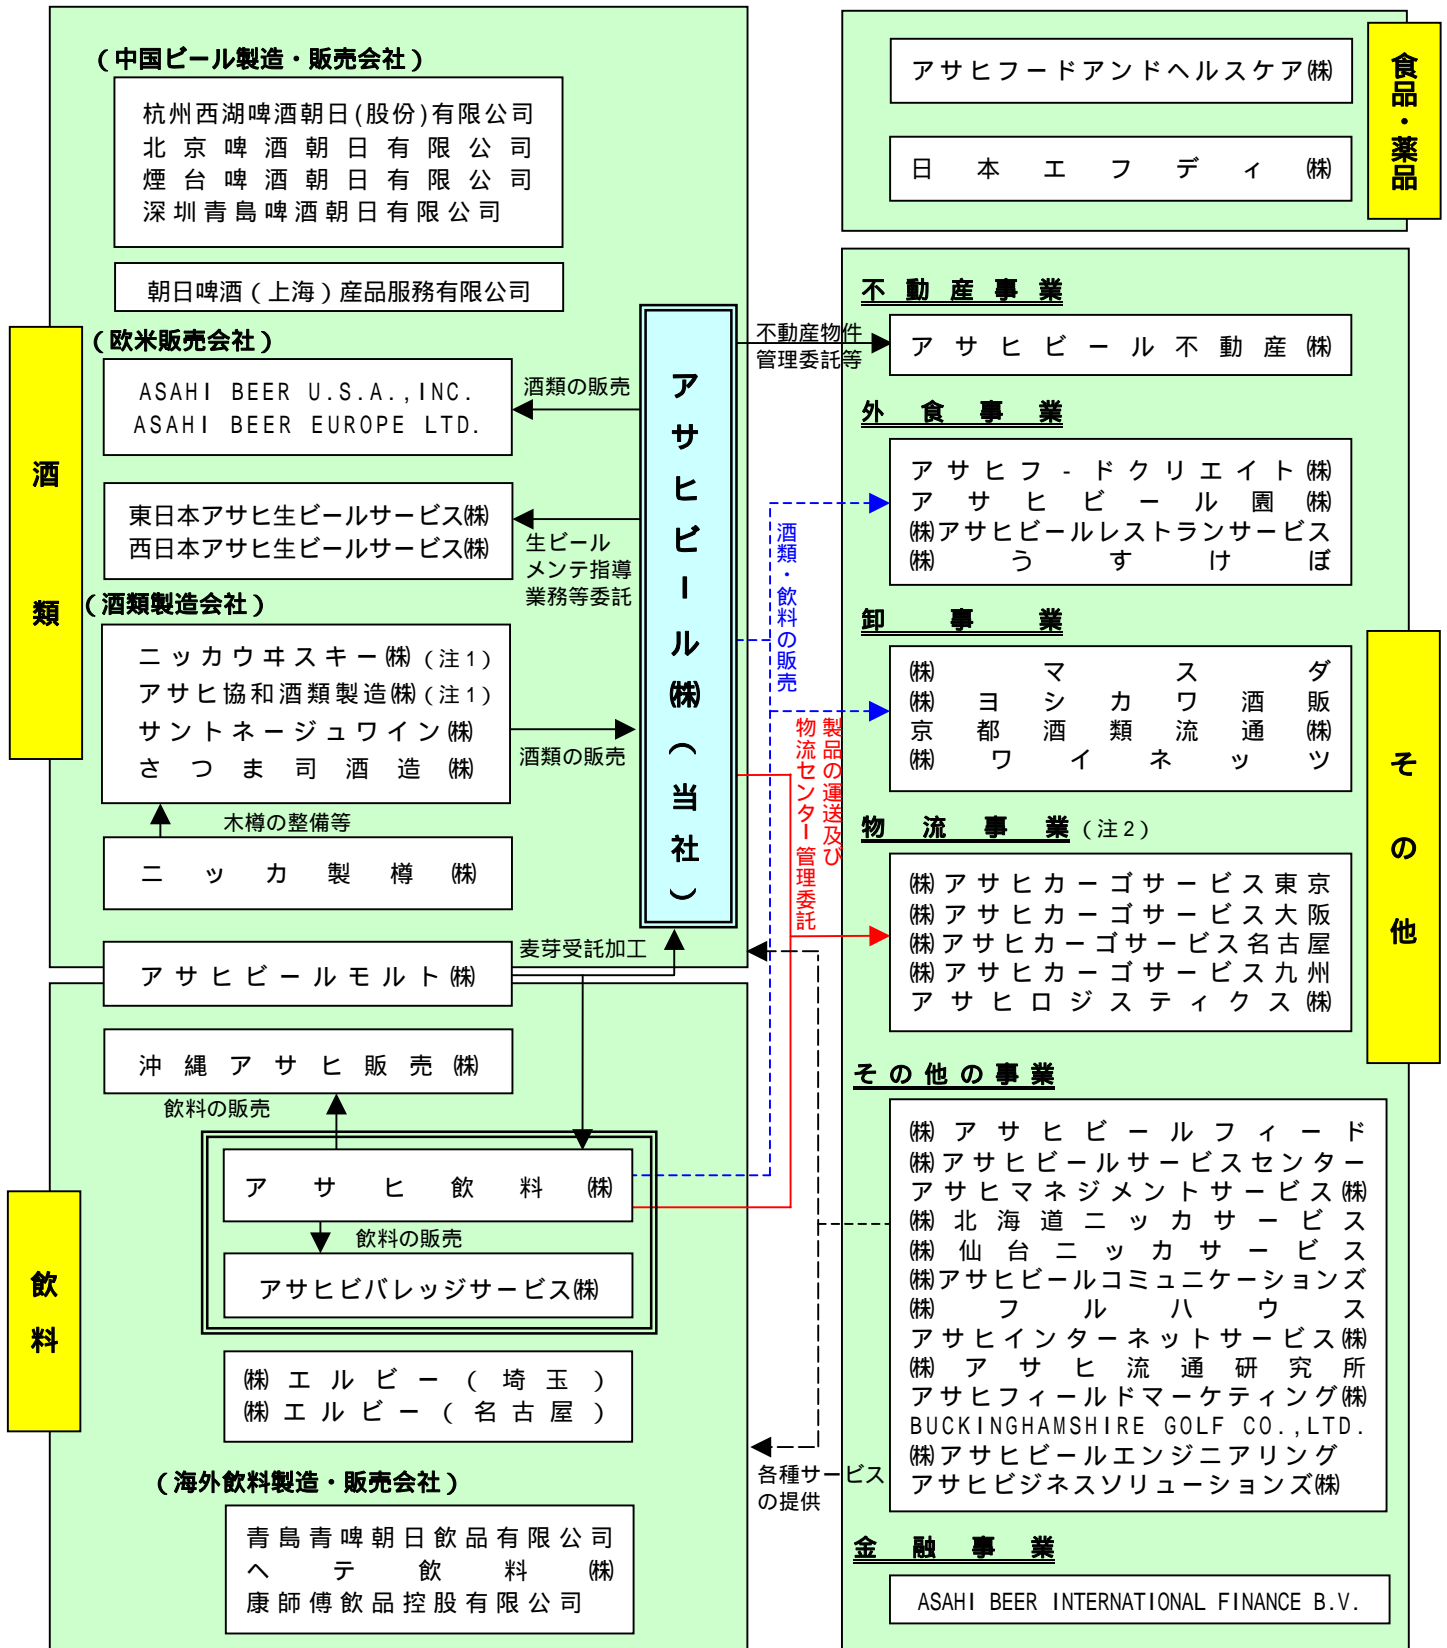 酒類
(中国ビール製造・販売会社)
杭州西湖啤酒朝日(股份)有限公司
北京啤酒朝日有限公司
煙台啤酒朝日有限公司
深圳青島啤酒朝日有限公司
朝日啤酒(上海)産品服務有限公司
(欧米販売会社)
ASAHI BEER U.S.A.,INC.
ASAHI BEER EUROPE LTD.
酒類の販売
東日本アサヒ生ビールサービス㈱
西日本アサヒ生ビールサービス㈱
生ビール
メンテ指導
業務等委託
(酒類製造会社)
ニッカウヰスキー㈱(注1)
アサヒ協和酒類製造㈱(注1)
サントネージュワイン㈱
さつま司酒造㈱
酒類の販売
木樽の整備等
ニッカ製樽㈱
アサヒビール㈱(当社)
アサヒビールモルト㈱
麦芽受託加工
飲料
沖縄アサヒ販売㈱
飲料の販売
アサヒ飲料㈱
飲料の販売
アサヒビバレッジサービス㈱
㈱エルビー(埼玉)
㈱エルビー(名古屋)
(海外飲料製造・販売会社)
青島青啤朝日飲品有限公司
ヘテ飲料㈱
康師傅飲品控股有限公司
食品・薬品
アサヒフードアンドヘルスケア㈱
日本エフディ㈱
その他
不動産物件
管理委託等
不動産事業
アサヒビール不動産㈱
外食事業
アサヒフ-ドクリエイト㈱
アサヒビール園㈱
㈱アサヒビールレストランサービス
㈱うすけぼ
酒類・飲料の販売
卸事業
㈱マスダ
㈱ヨシカワ酒販
京都酒類流通㈱
㈱ワイネッツ
製品の運送及び
物流センター管理委託
物流事業(注2)
㈱アサヒカーゴサービス東京
㈱アサヒカーゴサービス大阪
㈱アサヒカーゴサービス名古屋
㈱アサヒカーゴサービス九州
アサヒロジスティクス㈱
その他の事業
㈱アサヒビールフィード
㈱アサヒビールサービスセンター
アサヒマネジメントサービス㈱
㈱北海道ニッカサービス
㈱仙台ニッカサービス
㈱アサヒビールコミュニケーションズ
㈱フルハウス
アサヒインターネットサービス㈱
㈱アサヒ流通研究所
アサヒフィールドマーケティング㈱
BUCKINGHAMSHIRE GOLF CO.,LTD.
㈱アサヒビールエンジニアリング
アサヒビジネスソリューションズ㈱
各種サービス
の提供
金融事業
ASAHI BEER INTERNATIONAL FINANCE B.V.